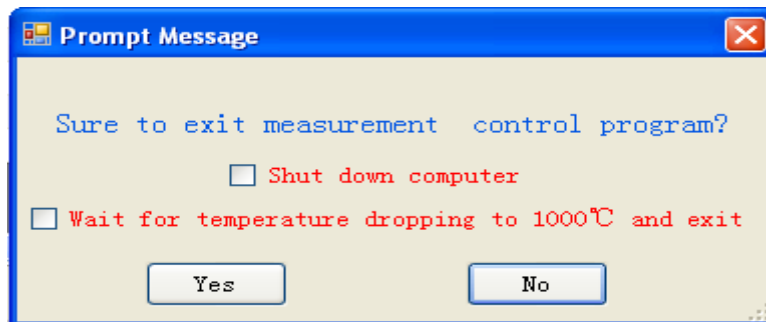 Prompt Message
Sure to exit measurement  control program?
Shut down computer
Wait for temperature dropping to 1000℃ and exit
Yes No